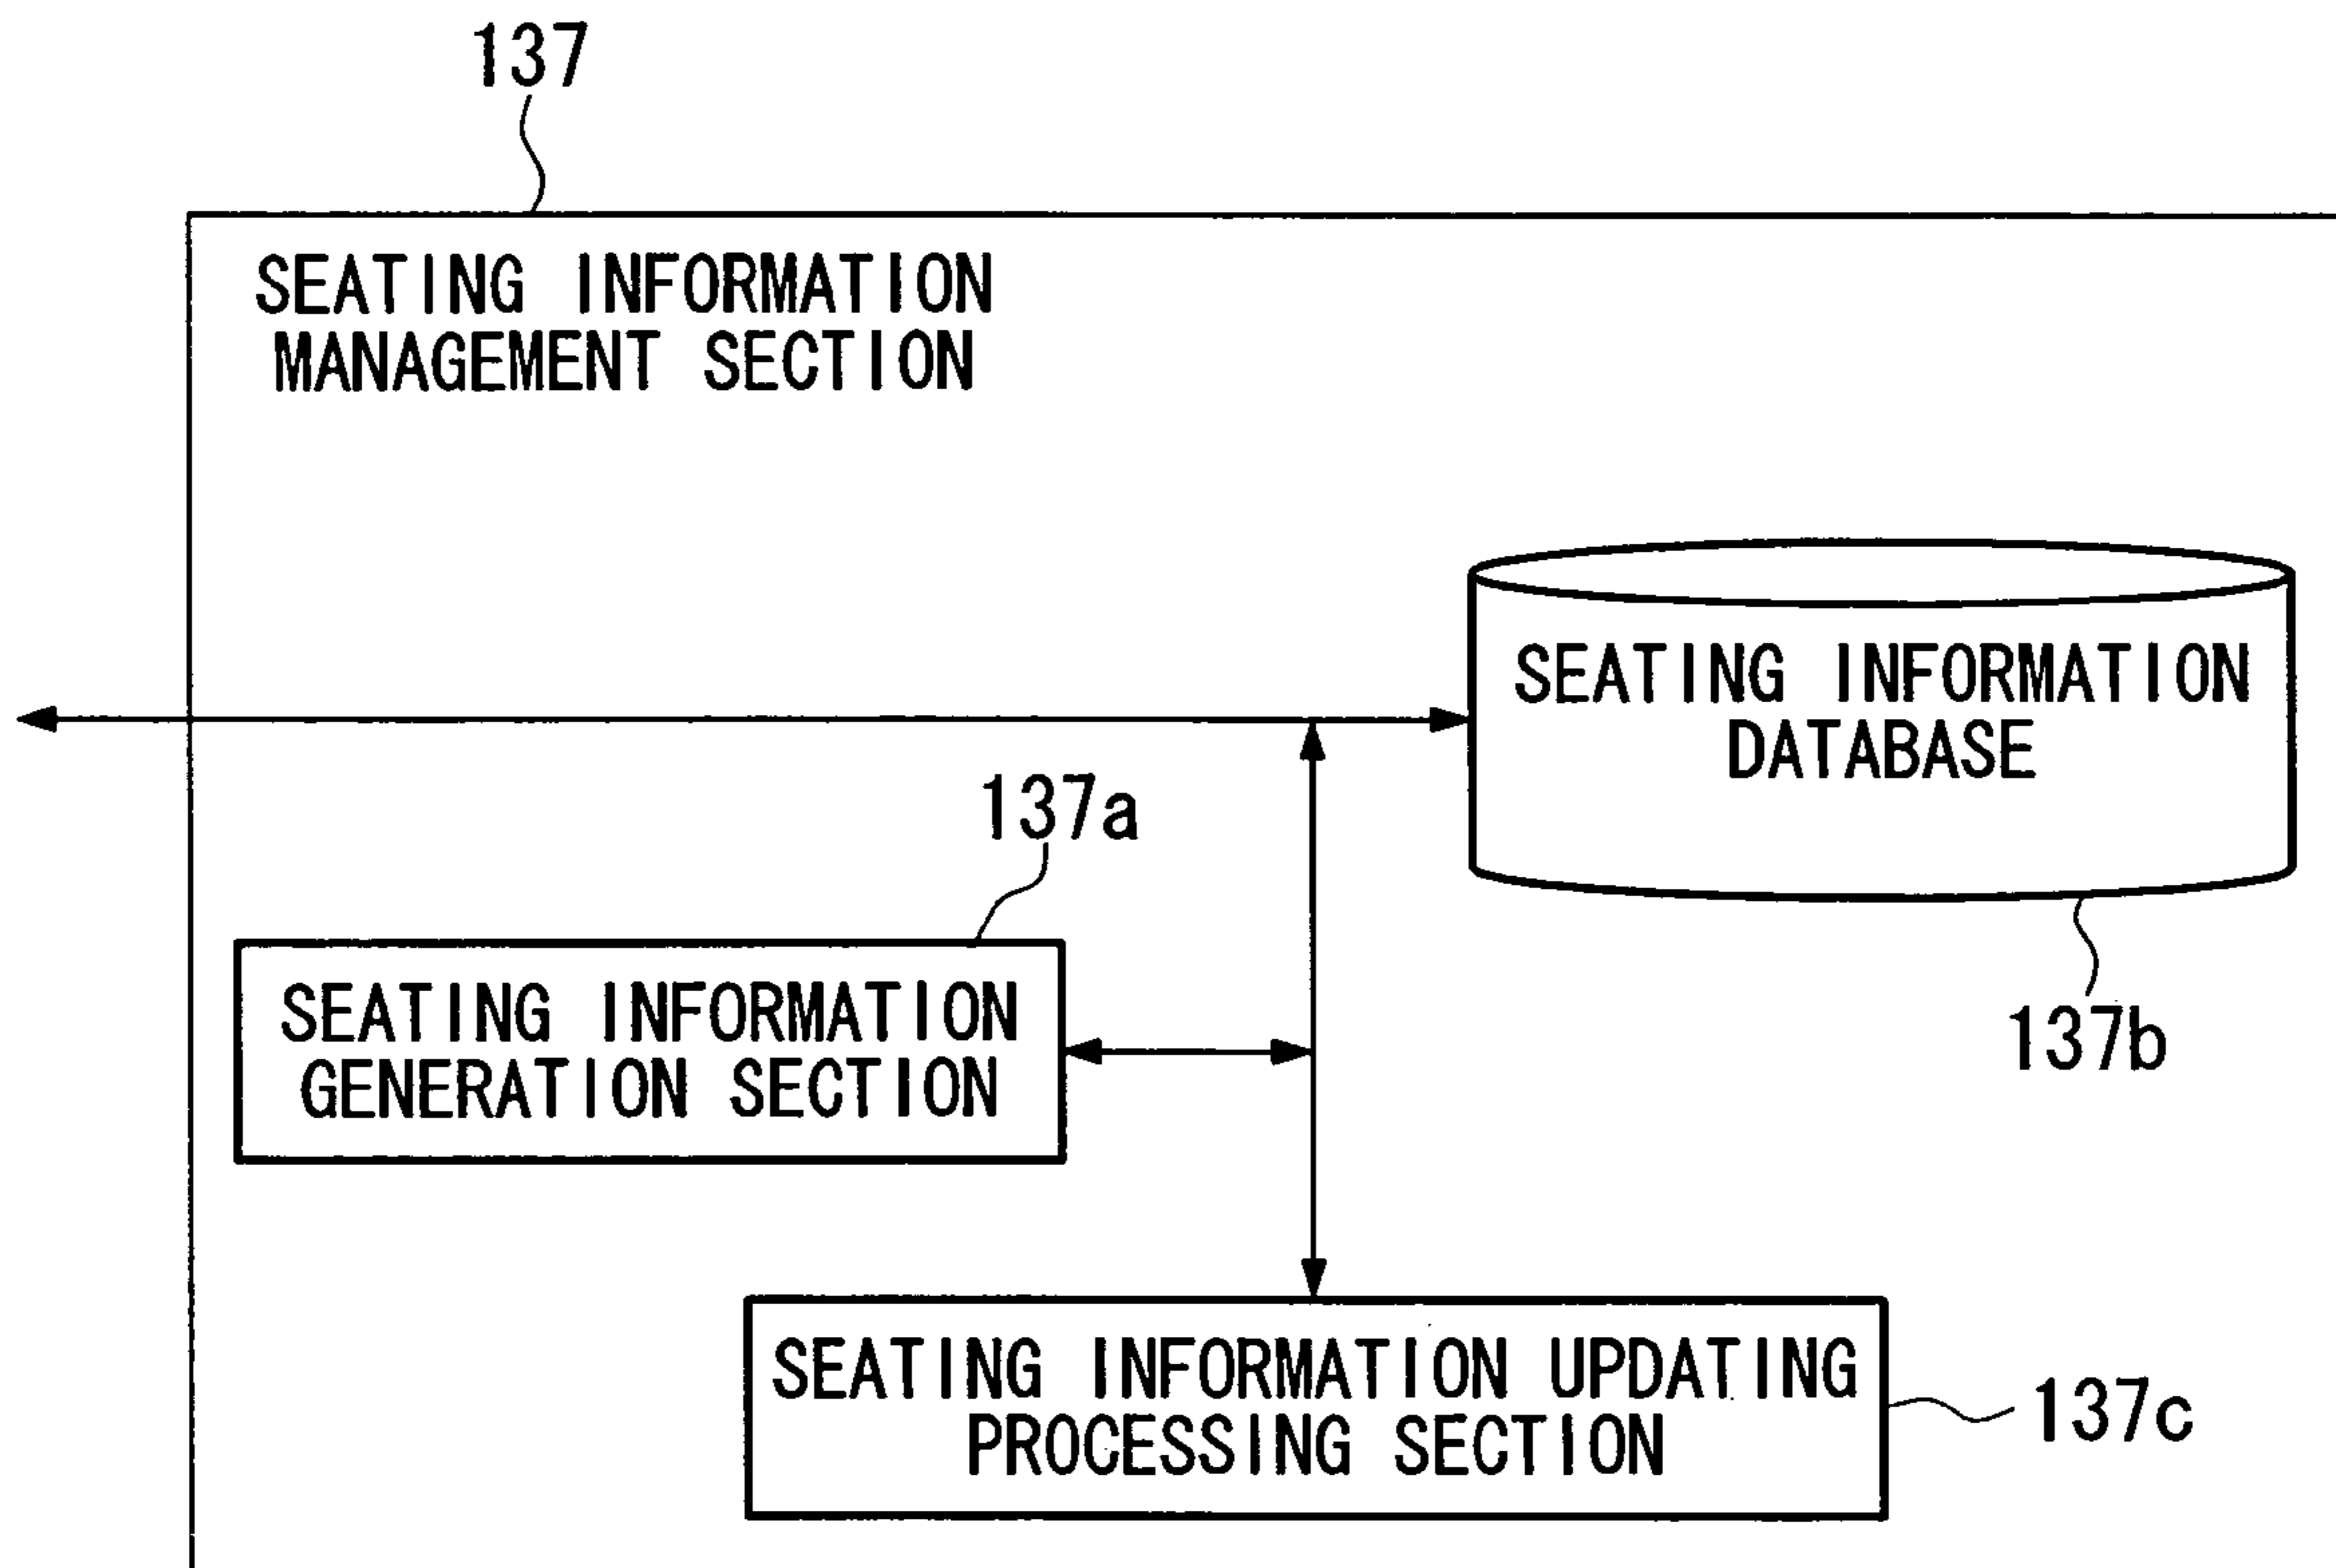 137
SEATING INFORMATION
MANAGEMENT SECTION
SEATING INFORMATION
DATABASE
137a
SEATING INFORMATION
GENERATION SECTION
137b
SEATING INFORMATION UPDATING
PROCESSING SECTION
137c